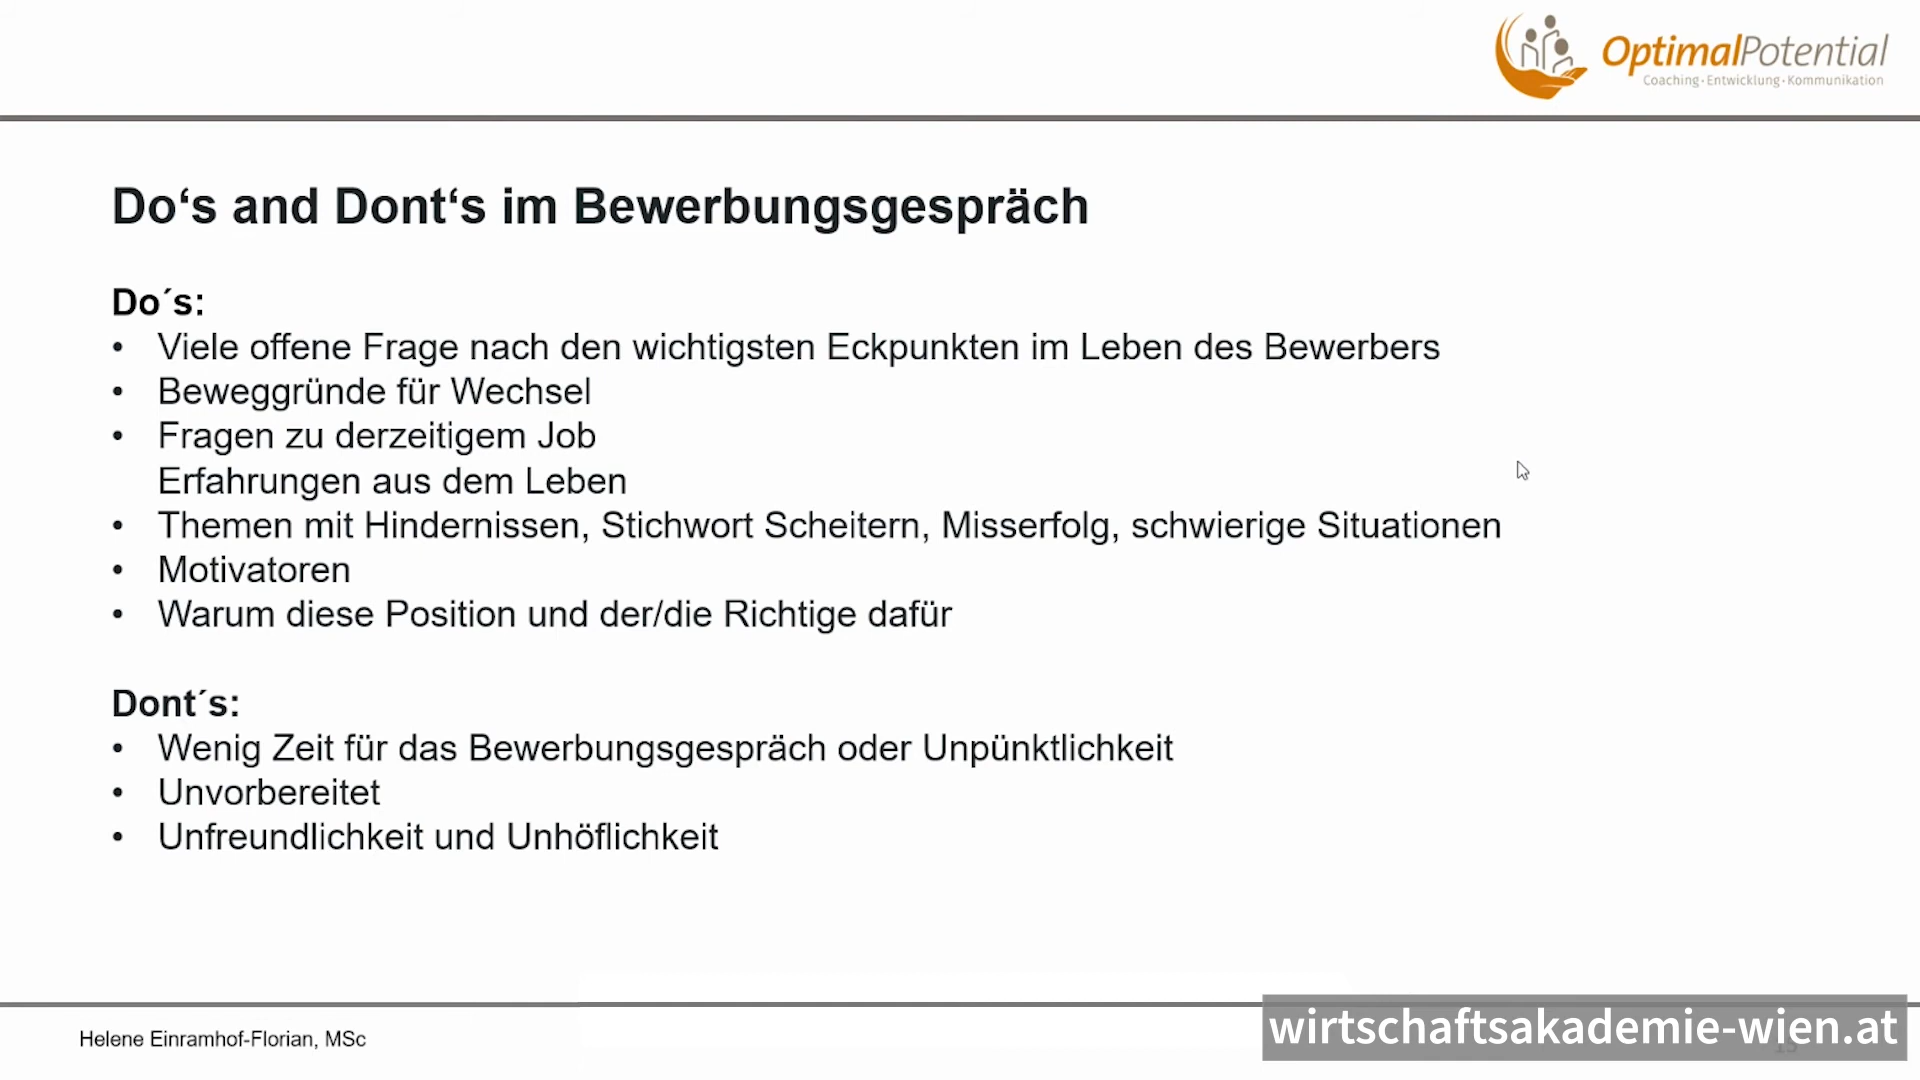 OptimalPotential
Coaching•Entwicklung•Kommunikation
Do‘s and Dont‘s im Bewerbungsgespräch
Do´s:
• Viele offene Frage nach den wichtigsten Eckpunkten im Leben des Bewerbers
• Beweggründe für Wechsel
• Fragen zu derzeitigem Job
Erfahrungen aus dem Leben
• Themen mit Hindernissen, Stichwort Scheitern, Misserfolg, schwierige Situationen
• Motivatoren
• Warum diese Position und der/die Richtige dafür
Dont´s:
• Wenig Zeit für das Bewerbungsgespräch oder Unpünktlichkeit
• Unvorbereitet
• Unfreundlichkeit und Unhöflichkeit
Helene Einramhof-Florian, MSc
wirtschaftsakademie-wien.at